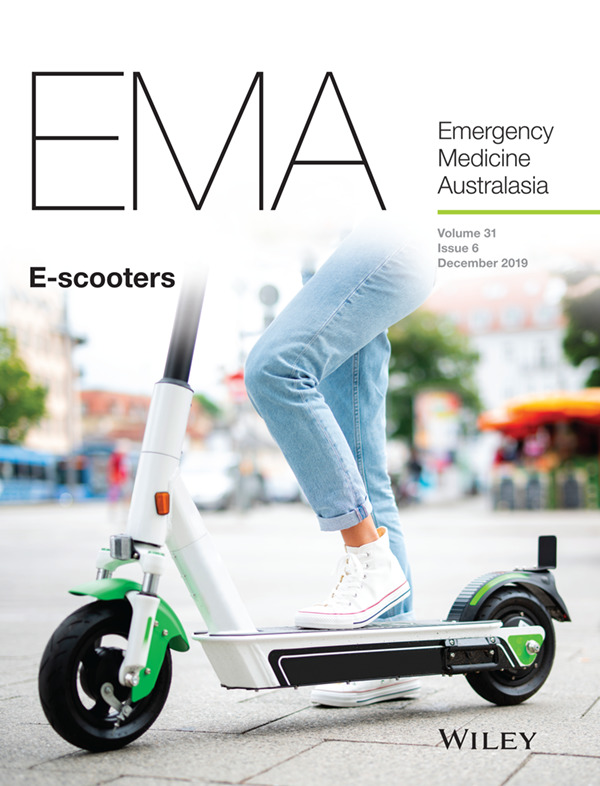 EMA
Emergency
Medicine
Australasia
Volume 31
Issue 6
December 2019
E-scooters
WILEY